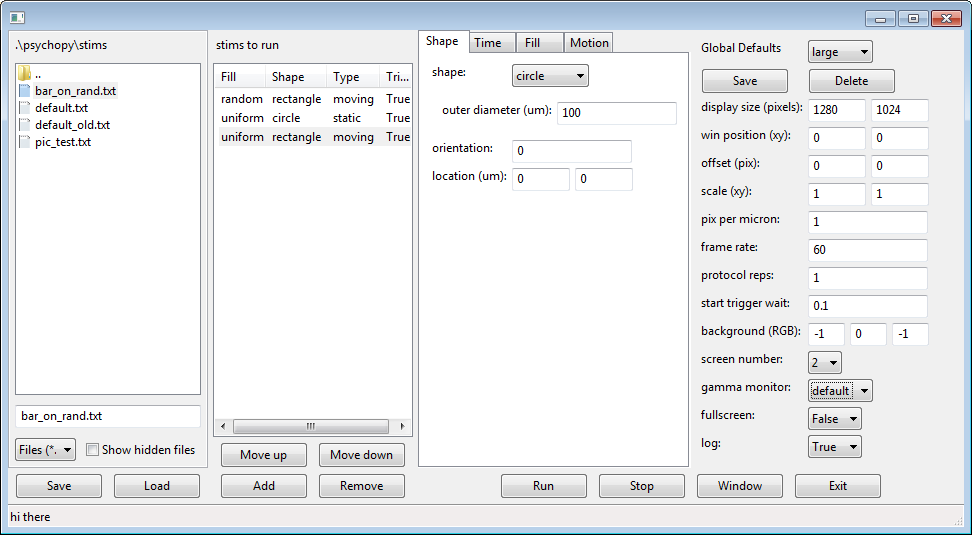 .\psychopy\stims
..
bar_on_rand.txt
default.txt
default_old.txt
pic_test.txt
bar_on_rand.txt
Files (*.
Show hidden files
Save Load
stims to run
Fill Shape Type Tri...
random rectangle moving True
uniform circle static True
uniform rectangle moving True
Move up Move down
Add Remove
Shape Time Fill Motion
shape: circle
outer diameter (um): 100
orientation: 0
location (um): 0 0
Run Stop Window Exit
Global Defaults large
Save Delete
display size (pixels): 1280 1024
win position (xy): 0 0
offset (pix): 0 0
scale (xy): 1 1
pix per micron: 1
frame rate: 60
protocol reps: 1
start trigger wait: 0.1
background (RGB): -1 0 -1
screen number: 2
gamma monitor: default
fullscreen: False
log: True
hi there